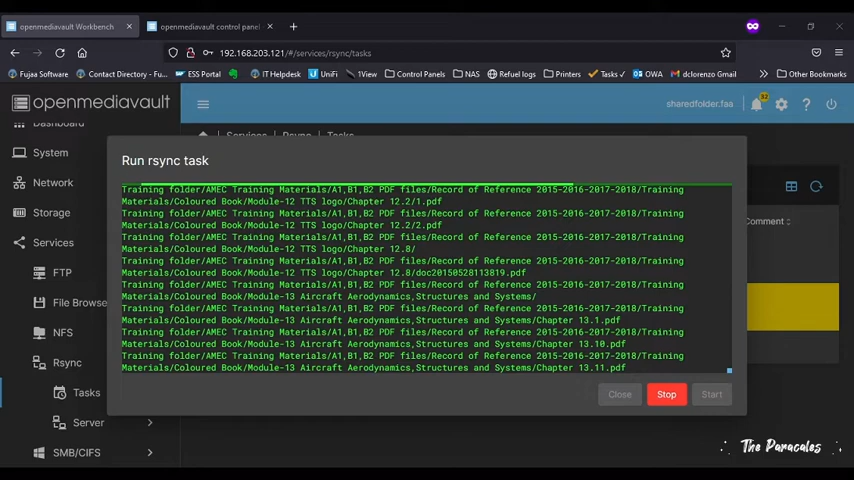 openmediavault Workbench
openmediavault control panel
192.168.203.121/#/services/rsync/tasks
Fujaa Software
Contact Directory - Fuj
ESS Portal
IT Helpdesk
UniFi
1View
Control Panels
NAS
Refuel logs
Printers
Tasks ✓
OWA
mclorenzo Gmail
Other Bookmarks
openmediavault
sharedfolder.faa
32
Dashboard
Services
Rsync
Tasks
System
Network
Storage
Services
FTP
File Browse
NFS
Rsync
Tasks
Server
SMB/CIFS
Comment
Run rsync task
Training folder/AMEC Training Materials/A1,B1,B2 PDF files/Record of Reference 2015-2016-2017-2018/Training
Materials/Coloured Book/Module-12 TTS logo/Chapter 12.2/1.pdf
Training folder/AMEC Training Materials/A1,B1,B2 PDF files/Record of Reference 2015-2016-2017-2018/Training
Materials/Coloured Book/Module-12 TTS logo/Chapter 12.2/2.pdf
Training folder/AMEC Training Materials/A1,B1,B2 PDF files/Record of Reference 2015-2016-2017-2018/Training
Materials/Coloured Book/Module-12 TTS logo/Chapter 12.8/
Training folder/AMEC Training Materials/A1,B1,B2 PDF files/Record of Reference 2015-2016-2017-2018/Training
Materials/Coloured Book/Module-12 TTS logo/Chapter 12.8/doc20150528113819.pdf
Training folder/AMEC Training Materials/A1,B1,B2 PDF files/Record of Reference 2015-2016-2017-2018/Training
Materials/Coloured Book/Module-13 Aircraft Aerodynamics,Structures and Systems/
Training folder/AMEC Training Materials/A1,B1,B2 PDF files/Record of Reference 2015-2016-2017-2018/Training
Materials/Coloured Book/Module-13 Aircraft Aerodynamics,Structures and Systems/Chapter 13.1.pdf
Training folder/AMEC Training Materials/A1,B1,B2 PDF files/Record of Reference 2015-2016-2017-2018/Training
Materials/Coloured Book/Module-13 Aircraft Aerodynamics,Structures and Systems/Chapter 13.10.pdf
Training folder/AMEC Training Materials/A1,B1,B2 PDF files/Record of Reference 2015-2016-2017-2018/Training
Materials/Coloured Book/Module-13 Aircraft Aerodynamics,Structures and Systems/Chapter 13.11.pdf
Close
Stop
Start
The Paracales